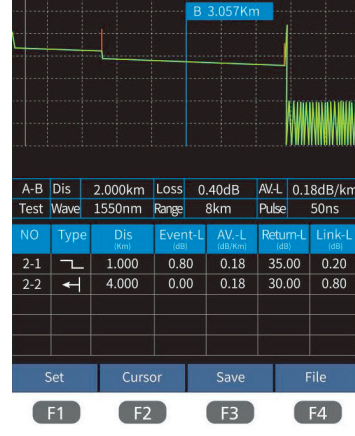 B 3.057Km
A-B Dis 2.000km Loss 0.40dB AV.-L 0.18dB/km
Test Wave 1550nm Range 8km Pulse 50ns
NO Type Dis Event-L AV.-L Return-L Link-L
(Km) (dB) (dB/Km) (dB) (dB)
2-1 1.000 0.80 0.18 35.00 0.20
2-2 4.000 0.00 0.18 30.00 0.80
Set Cursor Save File
F1 F2 F3 F4